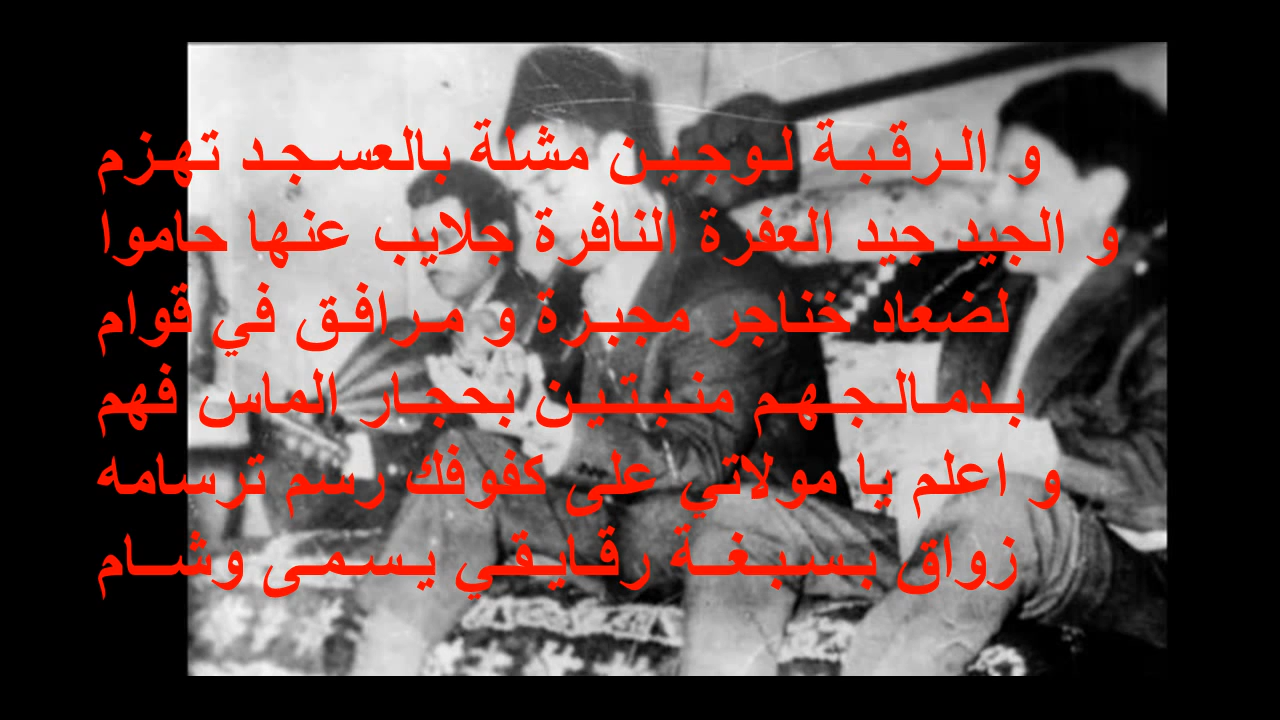 و الرقبة لوجين مشلة بالعسجد تهزم
و الجيد جيد العفرة النافرة جلايب عنها حاموا
لضعاد خناجر مجبرة و مرافق في قوام
بدمالجهم منبتين بحجار الماس فهم
و اعلم يا مولاتي على كفوفك رسم ترسامه
زواق بسبغة رقايقي يسمى وشام